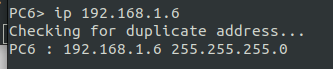 PC6> ip 192.168.1.6
Checking for duplicate address...
PC6 : 192.168.1.6 255.255.255.0